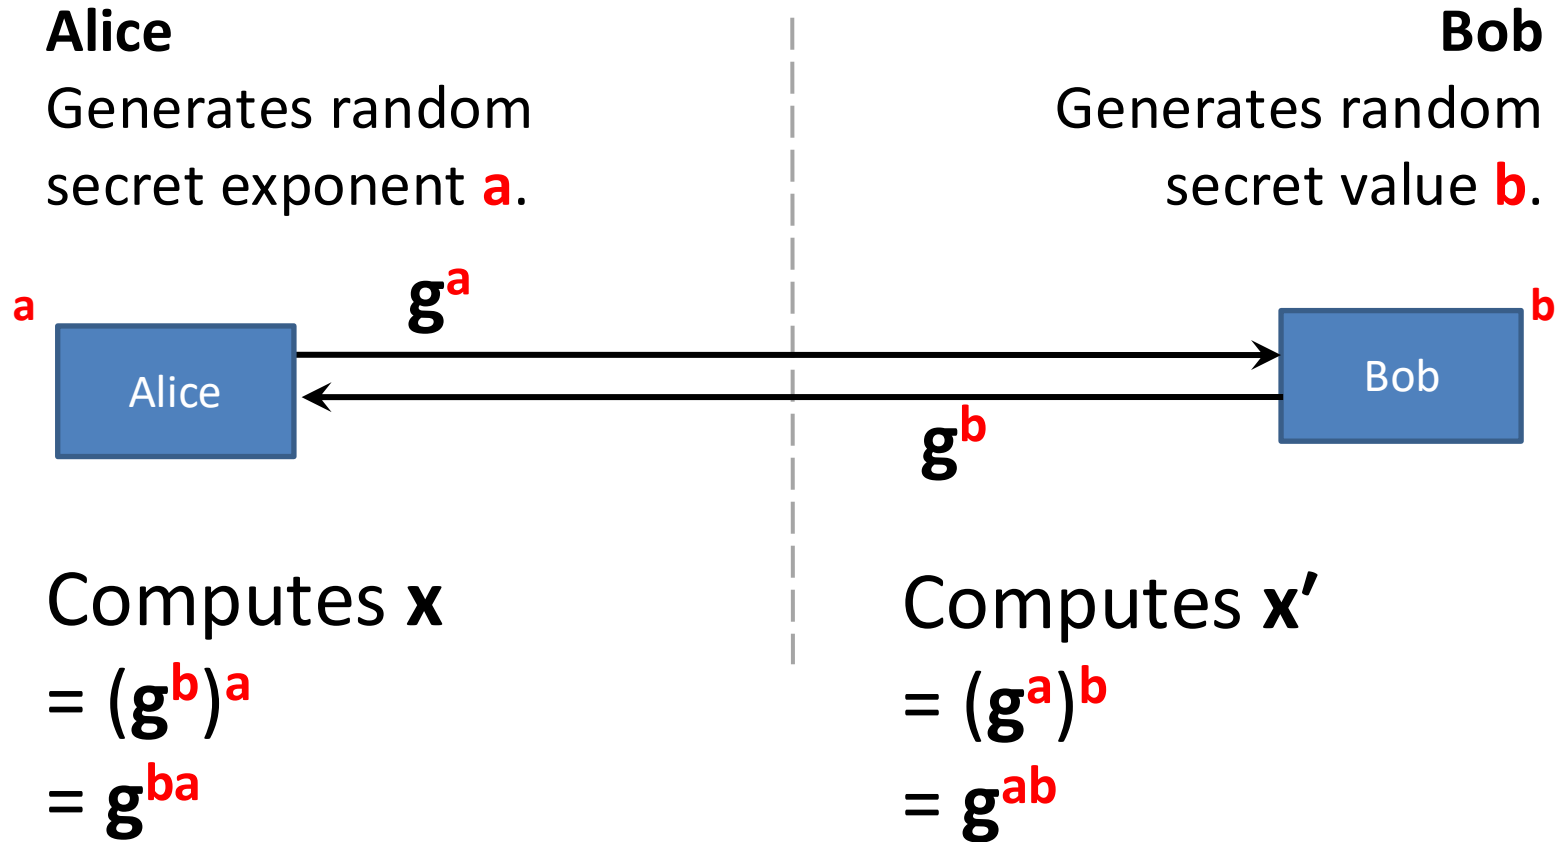 Alice
Generates random
secret exponent a.
Bob
Generates random
secret value b.
a
Alice
gᵃ
gᵇ
b
Bob
Computes x
= (gᵇ)ᵃ
= gᵇᵃ
Computes x′
= (gᵃ)ᵇ
= gᵃᵇ